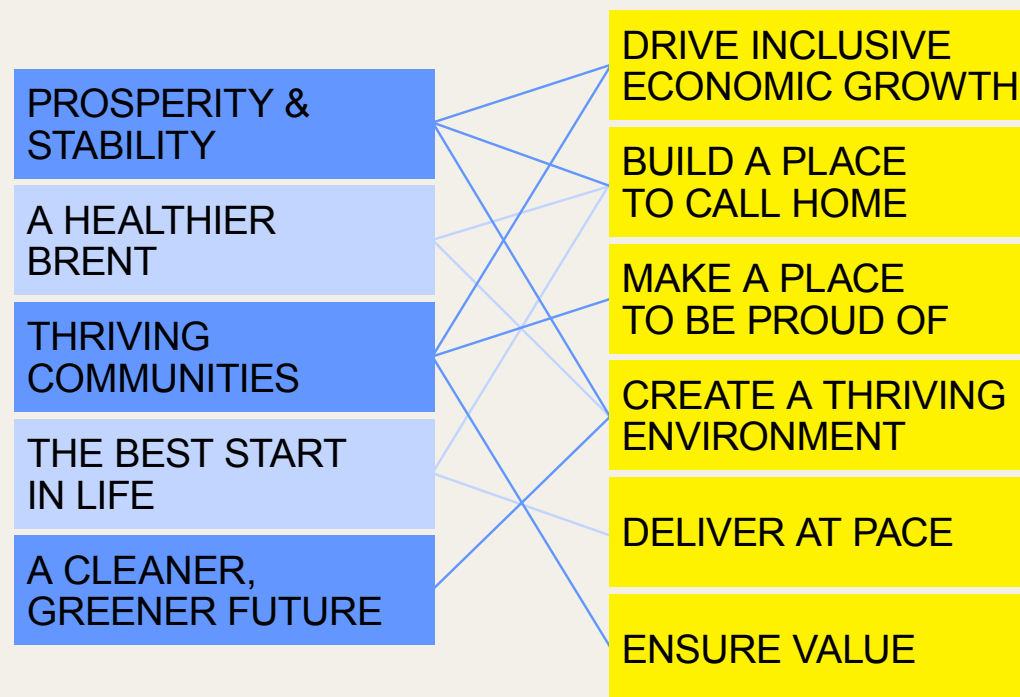 PROSPERITY &
STABILITY
A HEALTHIER
BRENT
THRIVING
COMMUNITIES
THE BEST START
IN LIFE
A CLEANER,
GREENER FUTURE
DRIVE INCLUSIVE
ECONOMIC GROWTH
BUILD A PLACE
TO CALL HOME
MAKE A PLACE
TO BE PROUD OF
CREATE A THRIVING
ENVIRONMENT
DELIVER AT PACE
ENSURE VALUE